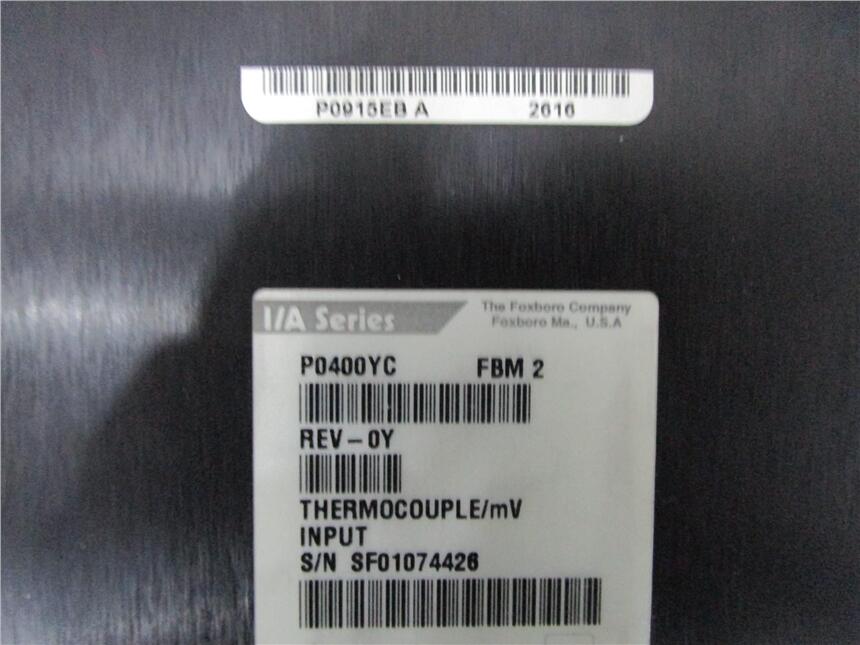 P0915EB A 2616
I/A Series
The Foxboro Company
Foxboro Ma., U.S.A
P0400YC FBM 2
REV-0Y
THERMOCOUPLE/mV
INPUT
S/N SF01074426